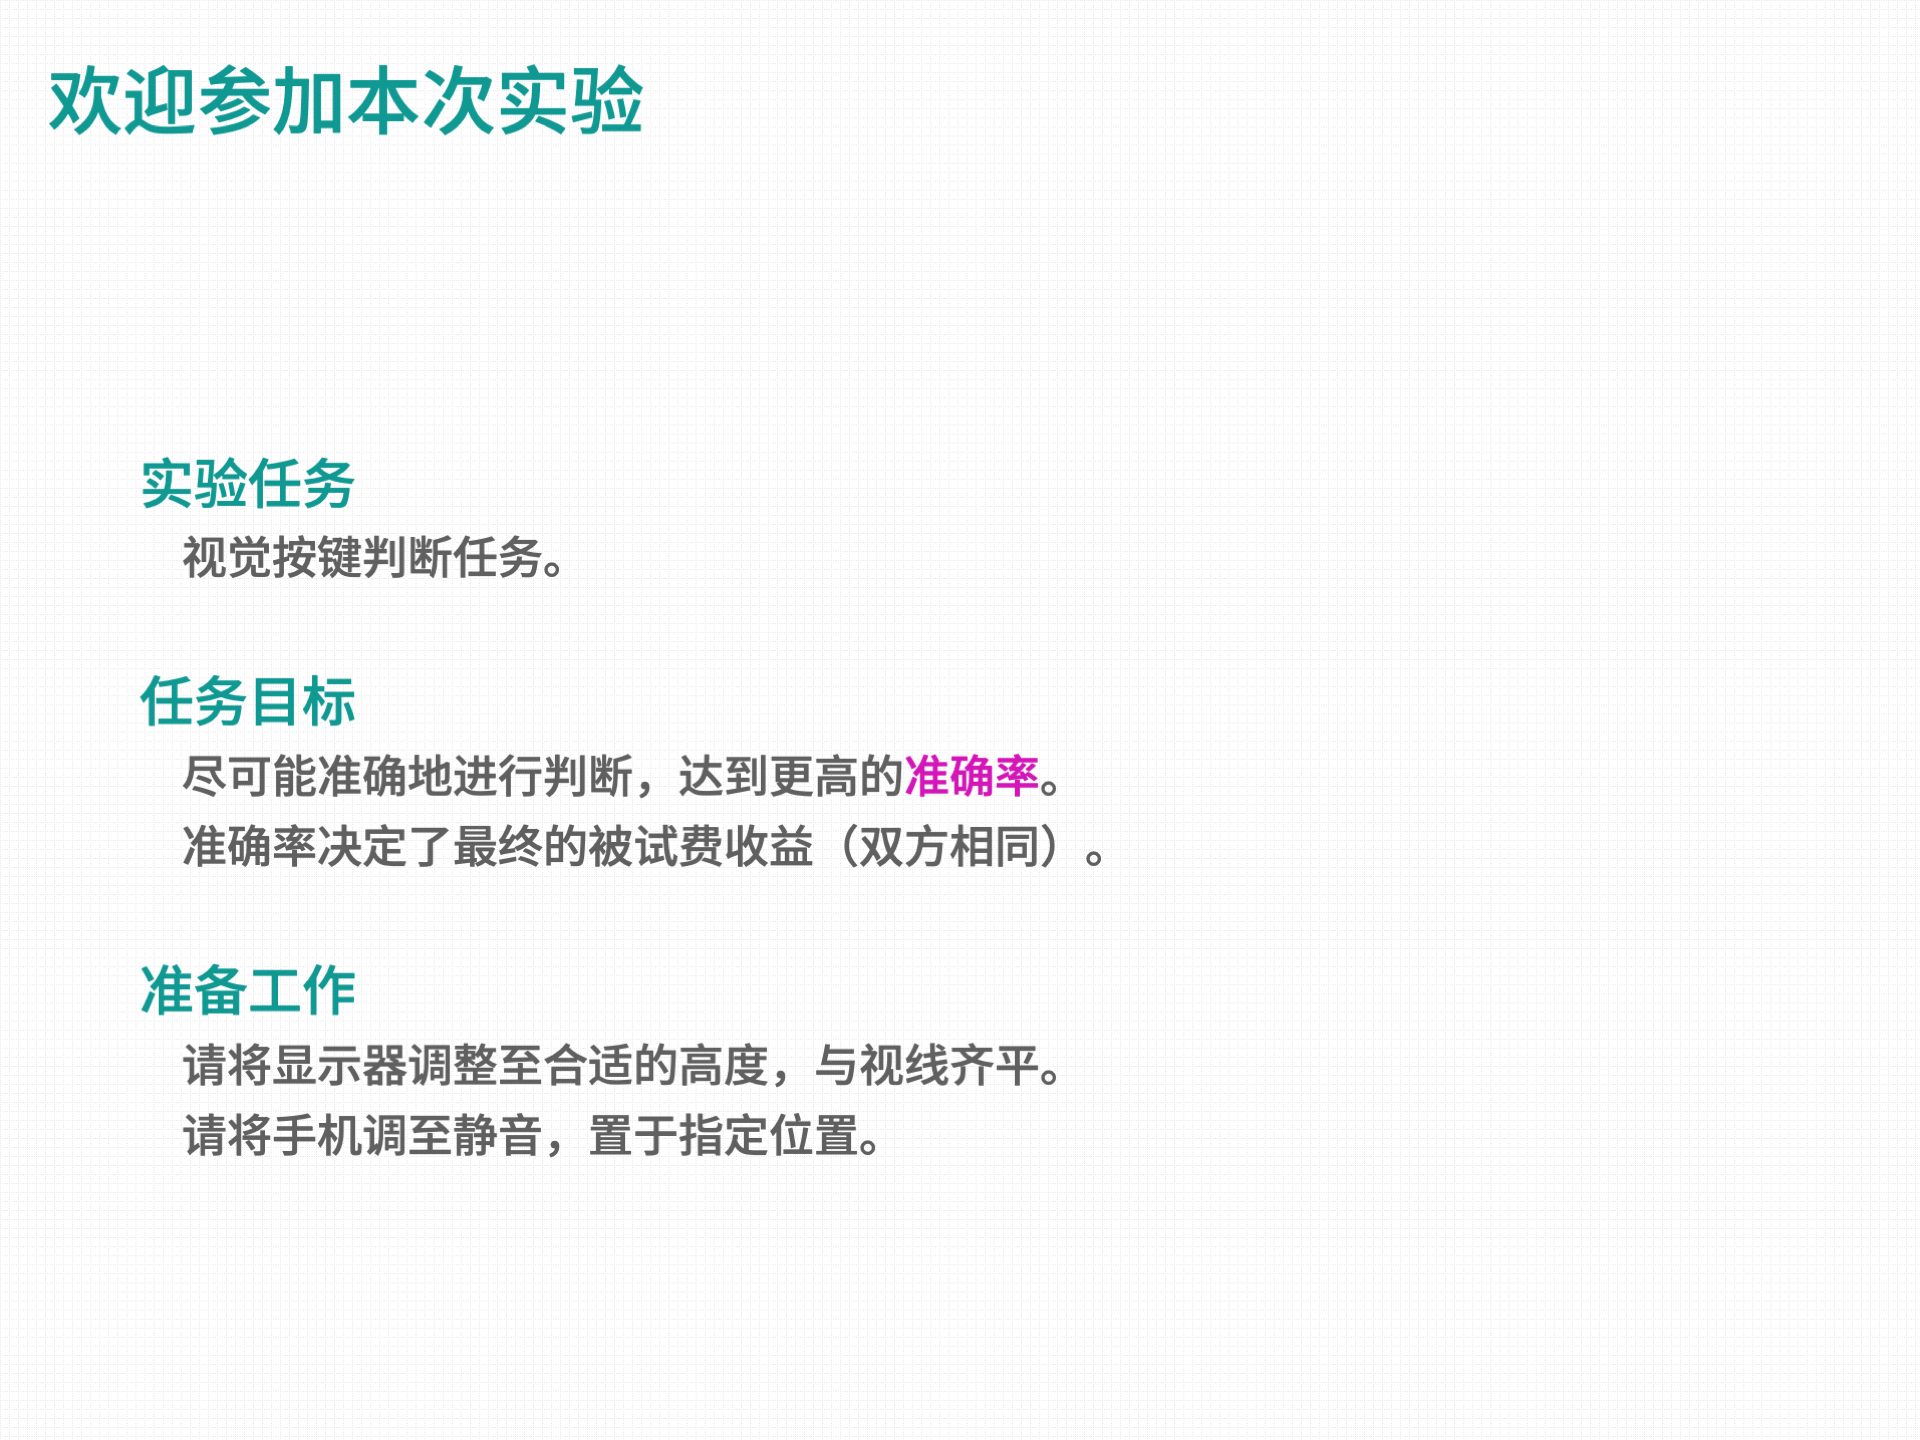 欢迎参加本次实验
实验任务
视觉按键判断任务。
任务目标
尽可能准确地进行判断，达到更高的准确率。
准确率决定了最终的被试费收益（双方相同）。
准备工作
请将显示器调整至合适的高度，与视线齐平。
请将手机调至静音，置于指定位置。